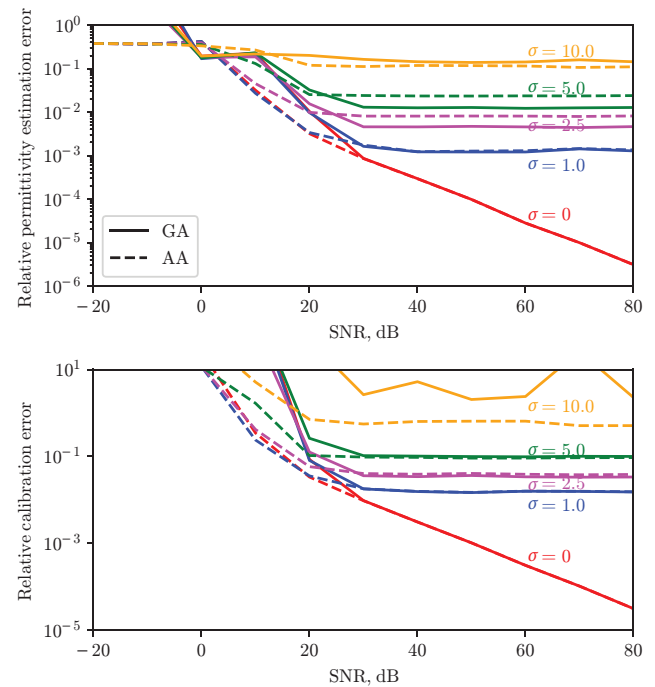 Relative permittivity estimation error
10^0
10^-1
10^-2
10^-3
10^-4
10^-5
10^-6
σ = 10.0
σ = 5.0
σ = 2.5
σ = 1.0
σ = 0
GA
AA
−20 0 20 40 60 80
SNR, dB
Relative calibration error
10^1
10^-1
10^-3
10^-5
σ = 10.0
σ = 5.0
σ = 2.5
σ = 1.0
σ = 0
−20 0 20 40 60 80
SNR, dB